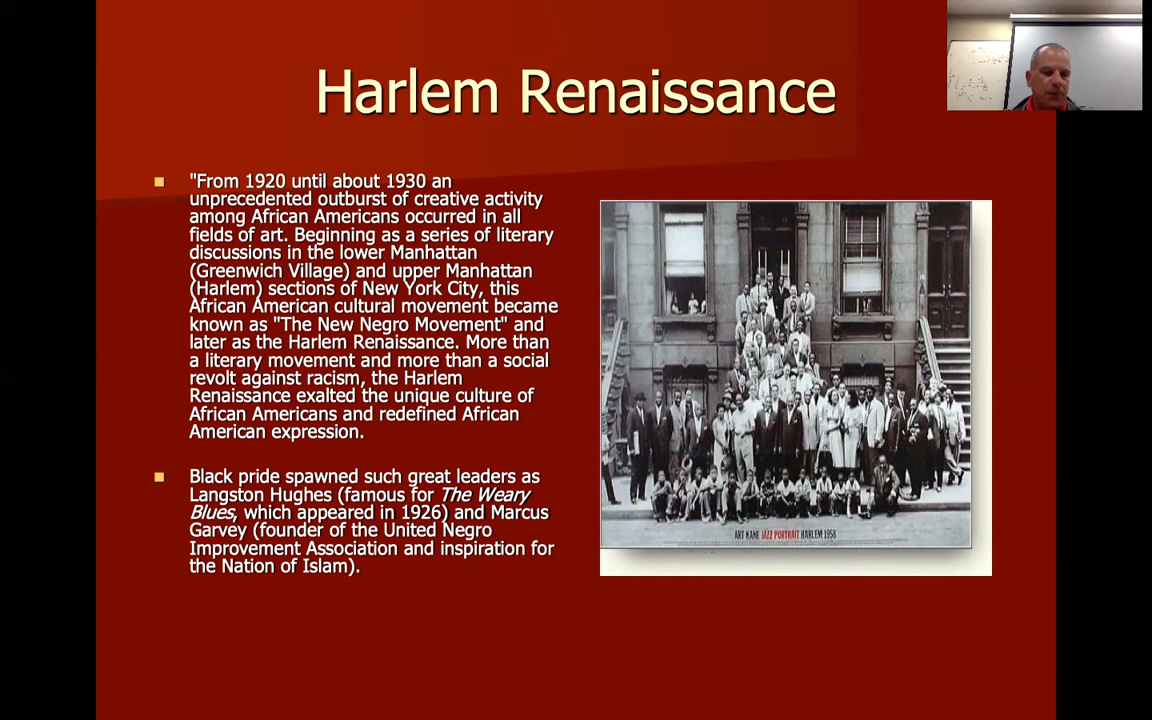 Harlem Renaissance
"From 1920 until about 1930 an
unprecedented outburst of creative activity
among African Americans occurred in all
fields of art. Beginning as a series of literary
discussions in the lower Manhattan
(Greenwich Village) and upper Manhattan
(Harlem) sections of New York City, this
African American cultural movement became
known as "The New Negro Movement" and
later as the Harlem Renaissance. More than
a literary movement and more than a social
revolt against racism, the Harlem
Renaissance exalted the unique culture of
African Americans and redefined African
American expression.
Black pride spawned such great leaders as
Langston Hughes (famous for The Weary
Blues, which appeared in 1926) and Marcus
Garvey (founder of the United Negro
Improvement Association and inspiration for
the Nation of Islam).
ART KANE JAZZ PORTRAIT HARLEM 1958